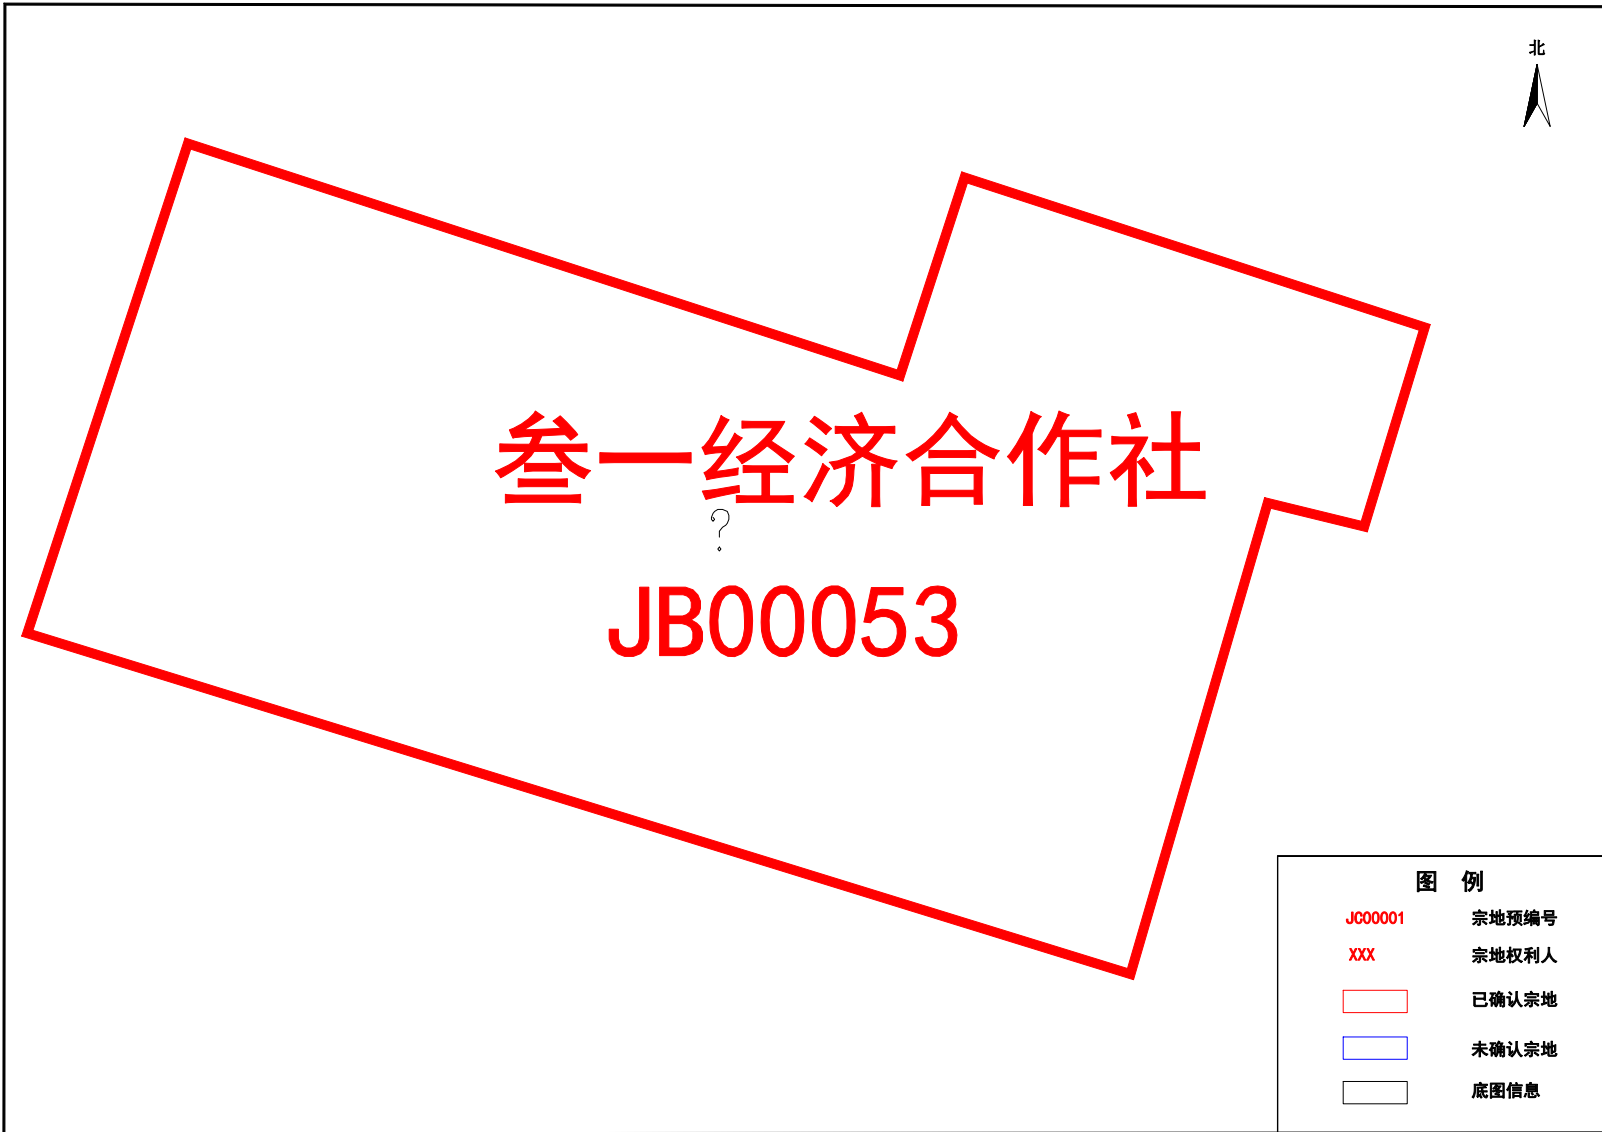 北
叁一经济合作社
?
JB00053
图 例
JC00001 宗地预编号
XXX 宗地权利人
已确认宗地
未确认宗地
底图信息